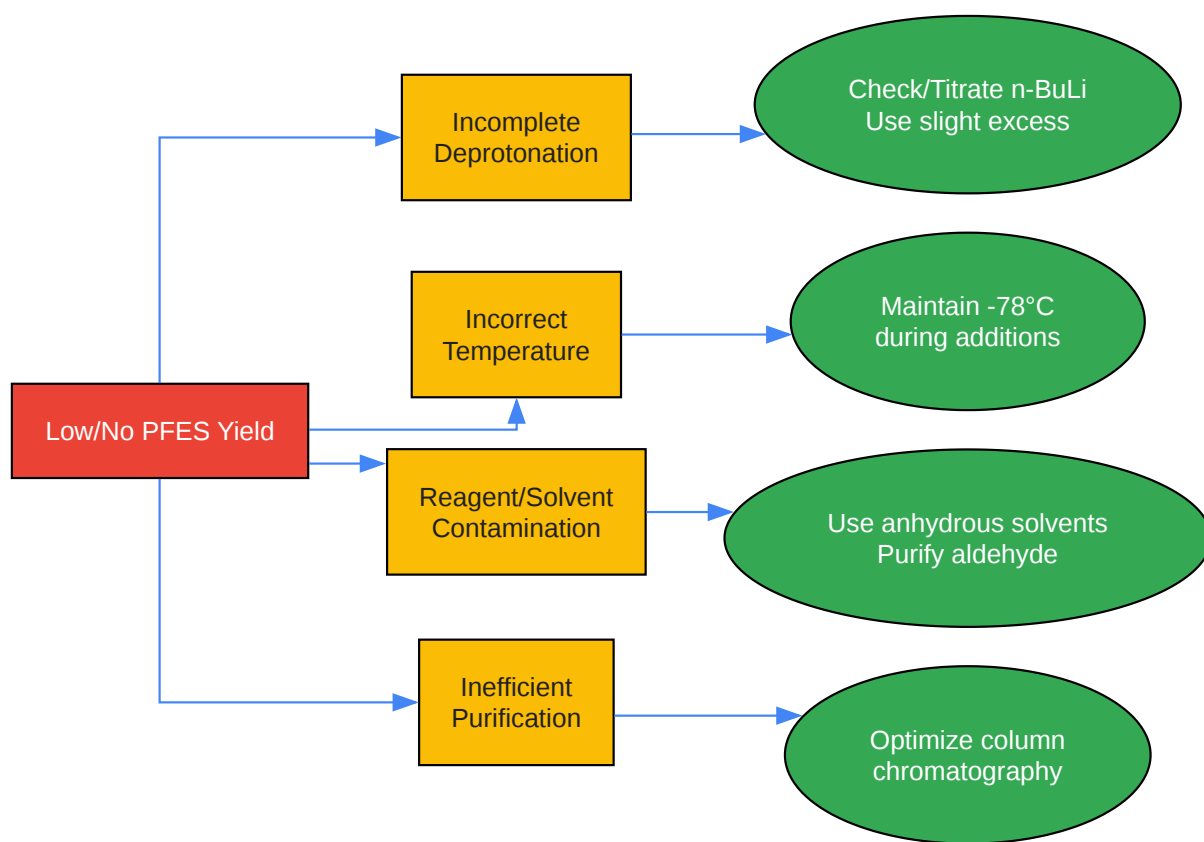 Low/No PFES Yield
Incomplete
Deprotonation
Check/Titrate n-BuLi
Use slight excess
Incorrect
Temperature
Maintain -78°C
during additions
Reagent/Solvent
Contamination
Use anhydrous solvents
Purify aldehyde
Inefficient
Purification
Optimize column
chromatography